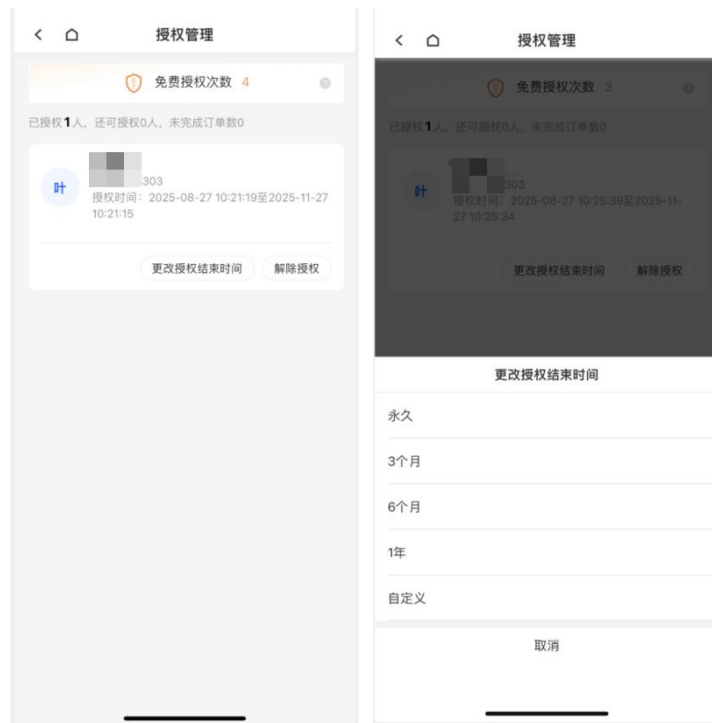 授权管理
免费授权次数 4
已授权1人，还可授权0人，未完成订单数0
叶
303
授权时间：2025-08-27 10:21:19至2025-11-27
10:21:15
更改授权结束时间 解除授权
授权管理
免费授权次数 3
已授权1人，还可授权0人，未完成订单数0
叶
303
授权时间：2025-08-27 10:25:39至2025-11-
27 10:25:34
更改授权结束时间 解除授权
更改授权结束时间
永久
3个月
6个月
1年
自定义
取消